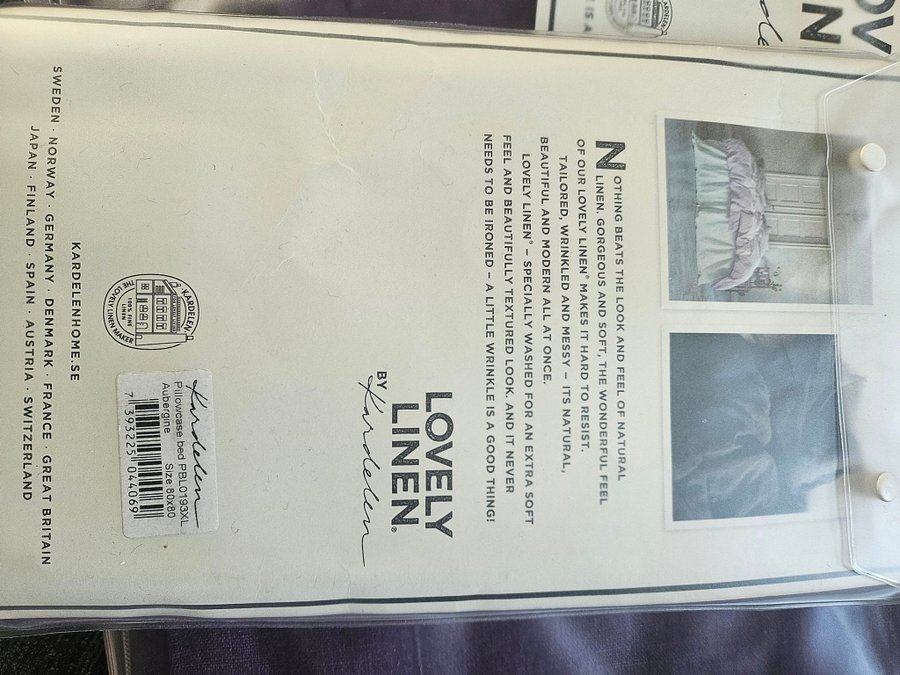 NOTHING BEATS THE LOOK AND FEEL OF NATURAL
LINEN. GORGEOUS AND SOFT, THE WONDERFUL FEEL
OF OUR LOVELY LINEN® MAKES IT HARD TO RESIST.
TAILORED, WRINKLED AND MESSY – ITS NATURAL,
BEAUTIFUL AND MODERN ALL AT ONCE.
LOVELY LINEN® – SPECIALLY WASHED FOR AN EXTRA SOFT
FEEL AND BEAUTIFULLY TEXTURED LOOK. AND IT NEVER
NEEDS TO BE IRONED – A LITTLE WRINKLE IS A GOOD THING!
LOVELY
LINEN®
BY Kardelen
Kardelen
Pillowcase bed PBL0193XL
Aubergine Size:80x80
7 393225 044069
·KARDELEN·
100% FINE
LINEN
THE LOVELY LINEN MAKER
KARDELENHOME.SE
SWEDEN · NORWAY · GERMANY · DENMARK · FRANCE · GREAT BRITAIN
JAPAN · FINLAND · SPAIN · AUSTRIA · SWITZERLAND